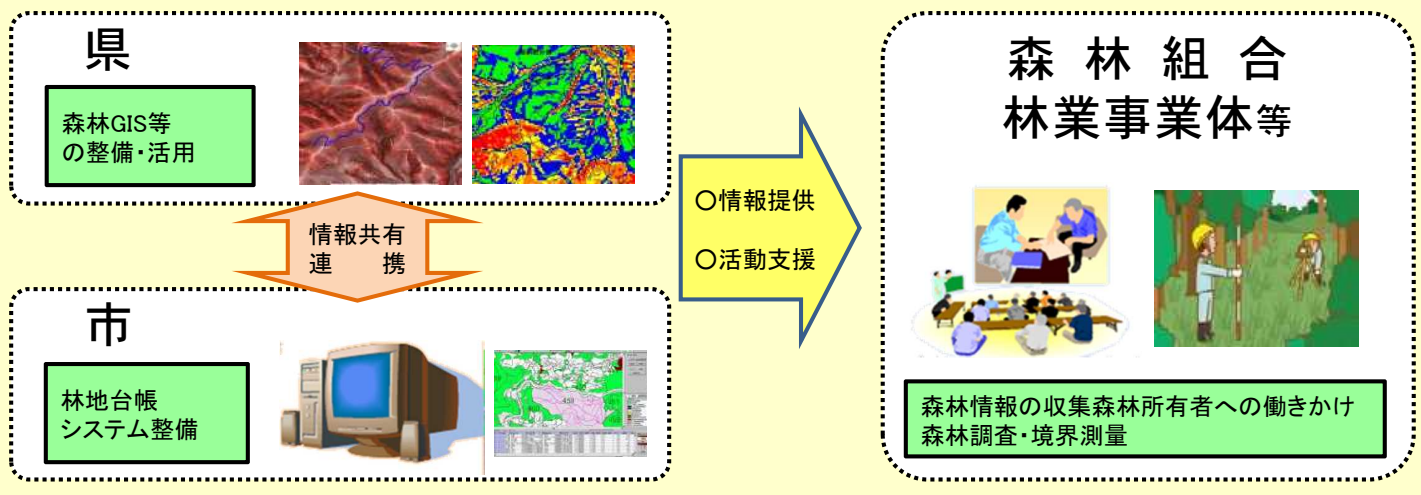 県
森林GIS等
の整備・活用
情報共有
連　携
市
林地台帳
システム整備
〇情報提供
〇活動支援
森林組合
林業事業体等
森林情報の収集森林所有者への働きかけ
森林調査・境界測量